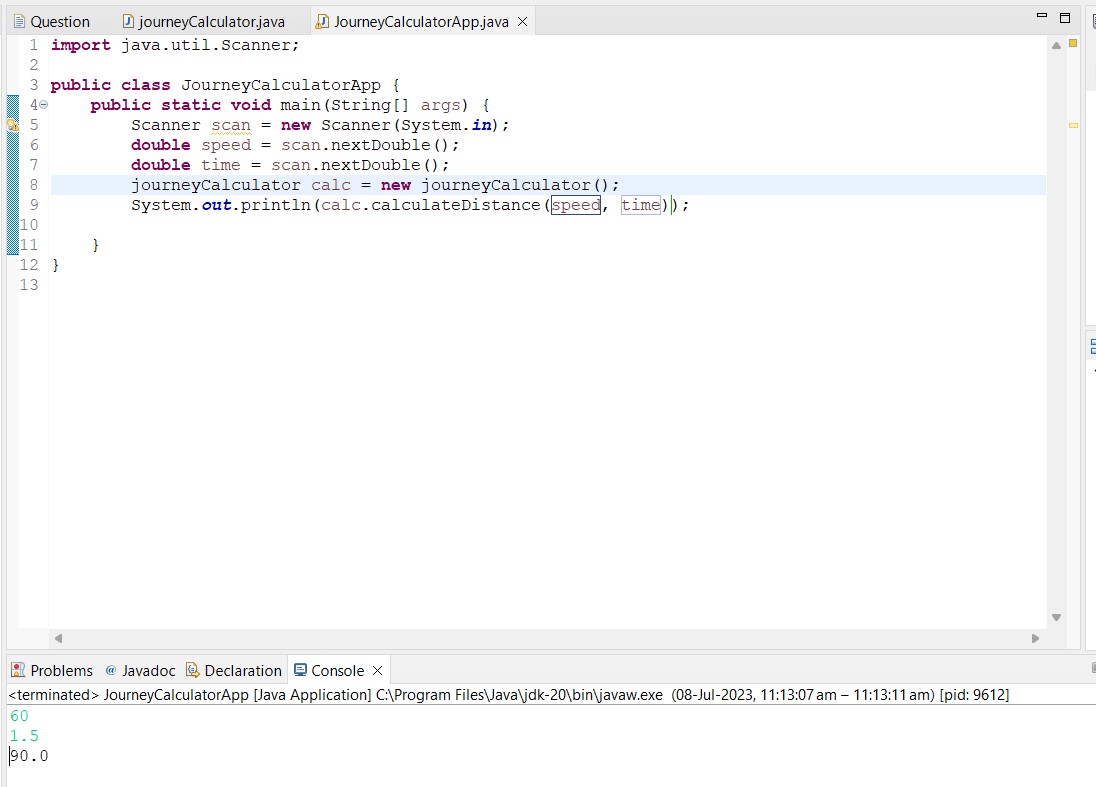 Question journeyCalculator.java JourneyCalculatorApp.java
1 import java.util.Scanner;
2
3 public class JourneyCalculatorApp {
4 public static void main(String[] args) {
5 Scanner scan = new Scanner(System.in);
6 double speed = scan.nextDouble();
7 double time = scan.nextDouble();
8 journeyCalculator calc = new journeyCalculator();
9 System.out.println(calc.calculateDistance(speed, time));
10
11 }
12 }
13
Problems @ Javadoc Declaration Console
<terminated> JourneyCalculatorApp [Java Application] C:\Program Files\Java\jdk-20\bin\javaw.exe (08-Jul-2023, 11:13:07 am – 11:13:11 am) [pid: 9612]
60
1.5
90.0